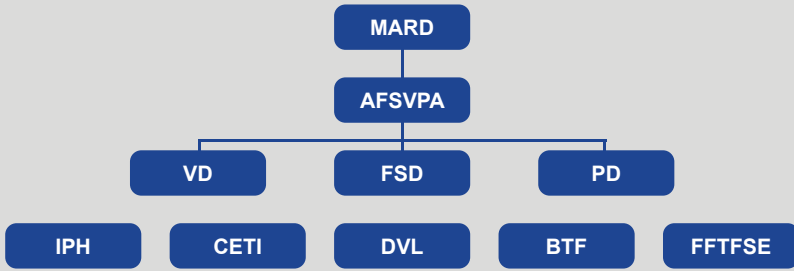 MARD
AFSVPA
VD FSD PD
IPH CETI DVL BTF FFTFSE